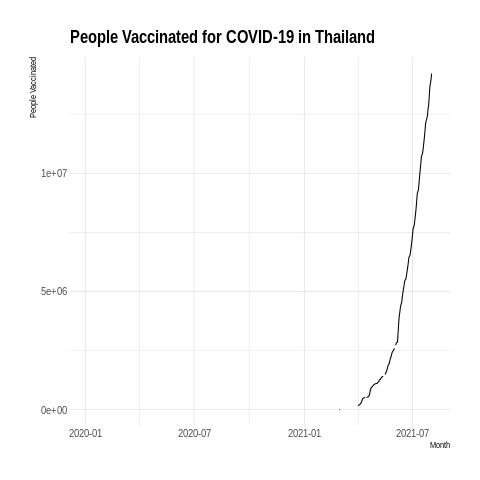 People Vaccinated for COVID-19 in Thailand
People Vaccinated
1e+07
5e+06
0e+00
2020-01 2020-07 2021-01 2021-07
Month